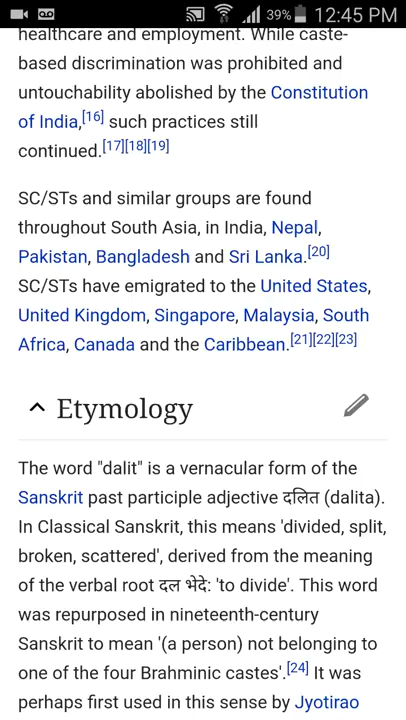 39% 12:45 PM
healthcare and employment. While caste-
based discrimination was prohibited and
untouchability abolished by the Constitution
of India,[16] such practices still
continued.[17][18][19]
SC/STs and similar groups are found
throughout South Asia, in India, Nepal,
Pakistan, Bangladesh and Sri Lanka.[20]
SC/STs have emigrated to the United States,
United Kingdom, Singapore, Malaysia, South
Africa, Canada and the Caribbean.[21][22][23]
Etymology
The word "dalit" is a vernacular form of the
Sanskrit past participle adjective दलित (dalita).
In Classical Sanskrit, this means 'divided, split,
broken, scattered', derived from the meaning
of the verbal root दल भेदे: 'to divide'. This word
was repurposed in nineteenth-century
Sanskrit to mean '(a person) not belonging to
one of the four Brahminic castes'.[24] It was
perhaps first used in this sense by Jyotirao